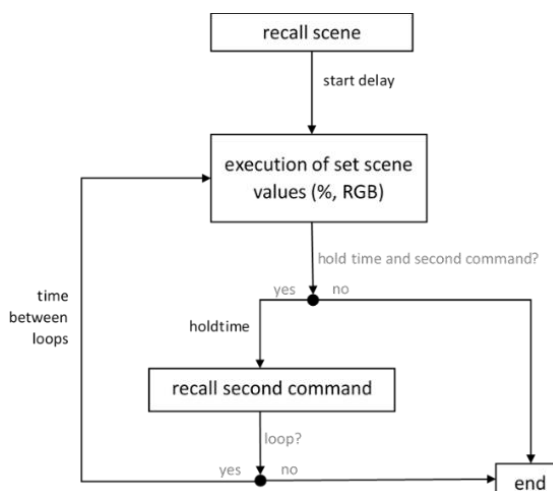 recall scene
start delay
execution of set scene
values (%, RGB)
hold time and second command?
yes no
time
between
loops
holdtime
recall second command
loop?
yes no
end